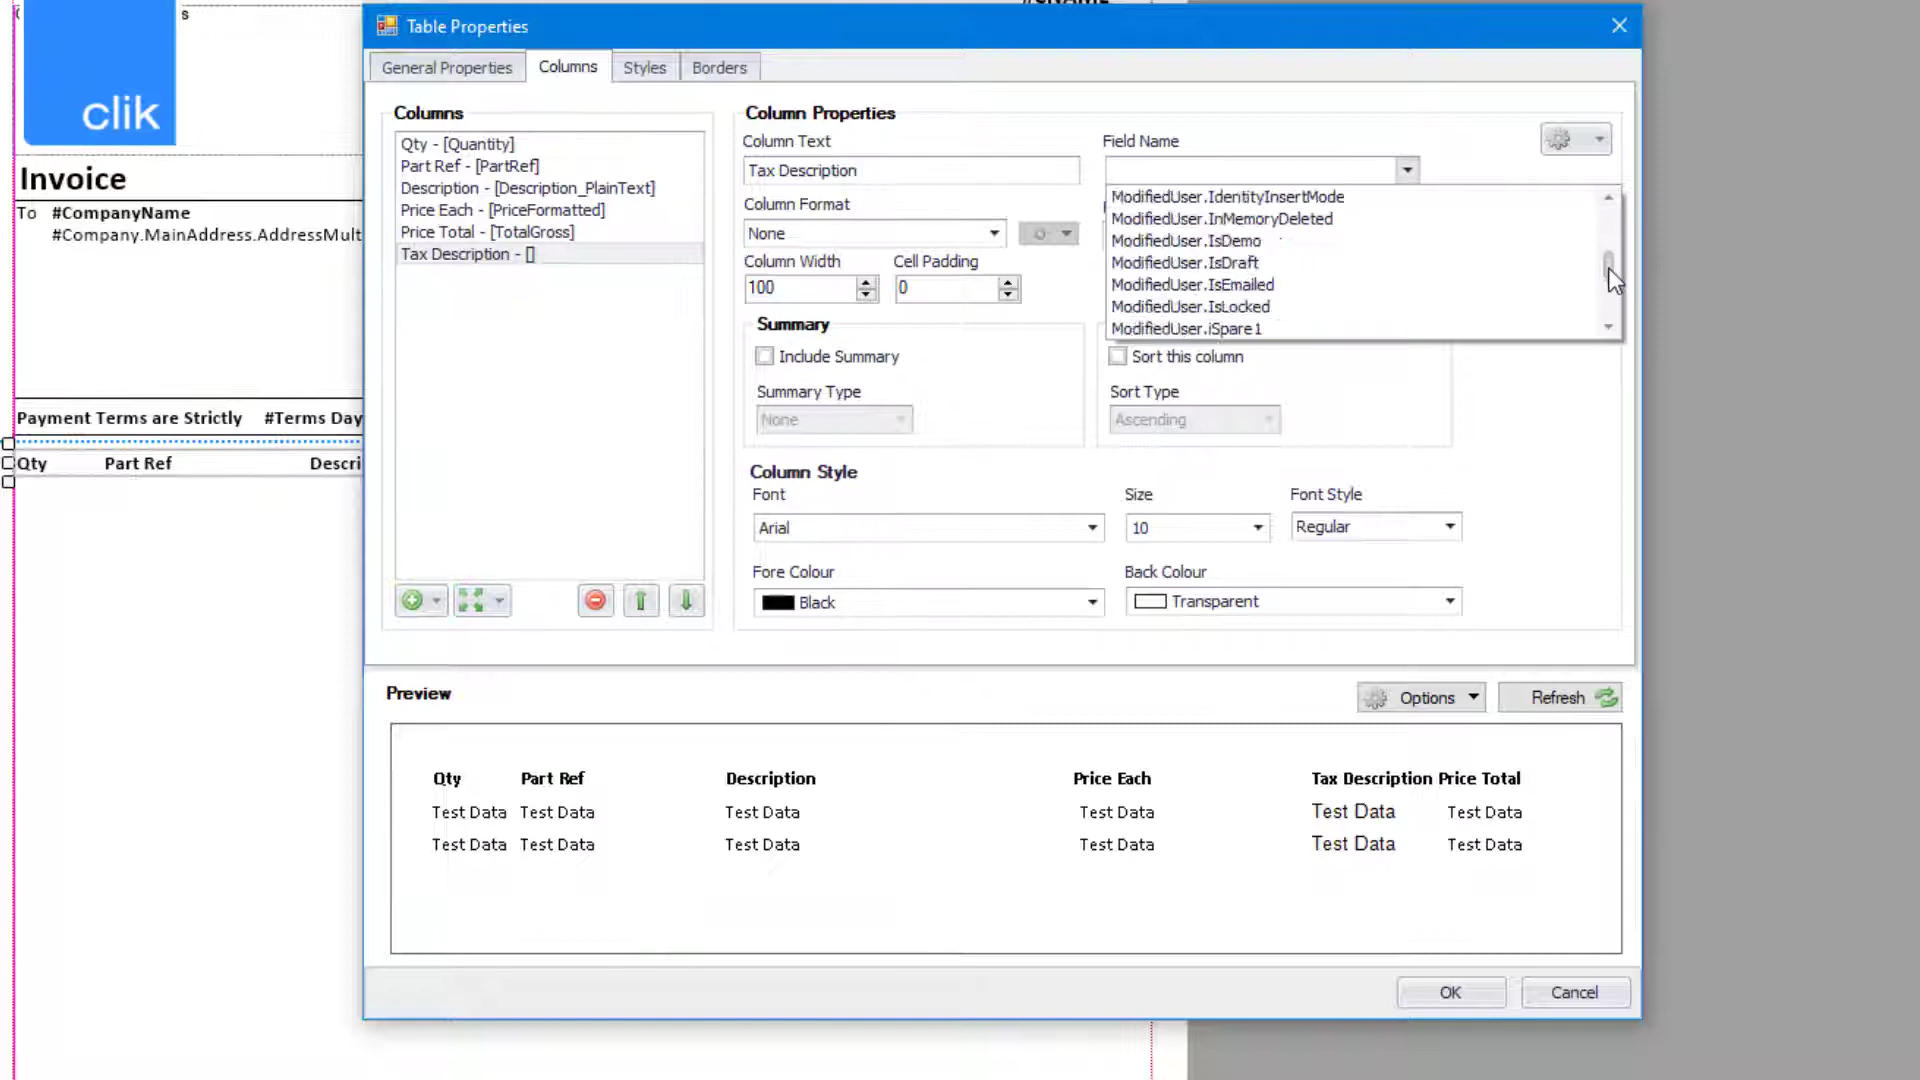 s
clik
Invoice
To #CompanyName
#Company.MainAddress.AddressMult
Payment Terms are Strictly #Terms Day
Qty Part Ref Descri
Table Properties
General Properties Columns Styles Borders
Columns
Qty - [Quantity]
Part Ref - [PartRef]
Description - [Description_PlainText]
Price Each - [PriceFormatted]
Price Total - [TotalGross]
Tax Description - []
Column Properties
Column Text
Tax Description
Field Name
ModifiedUser.IdentityInsertMode
ModifiedUser.InMemoryDeleted
ModifiedUser.IsDemo
ModifiedUser.IsDraft
ModifiedUser.IsEmailed
ModifiedUser.IsLocked
ModifiedUser.iSpare1
Column Format
None
Column Width Cell Padding
100 0
Summary
Include Summary
Summary Type
None
Sort this column
Sort Type
Ascending
Column Style
Font Size Font Style
Arial 10 Regular
Fore Colour Back Colour
Black Transparent
Preview
Options Refresh
Qty Part Ref Description Price Each Tax Description Price Total
Test Data Test Data Test Data Test Data Test Data Test Data
Test Data Test Data Test Data Test Data Test Data Test Data
OK Cancel